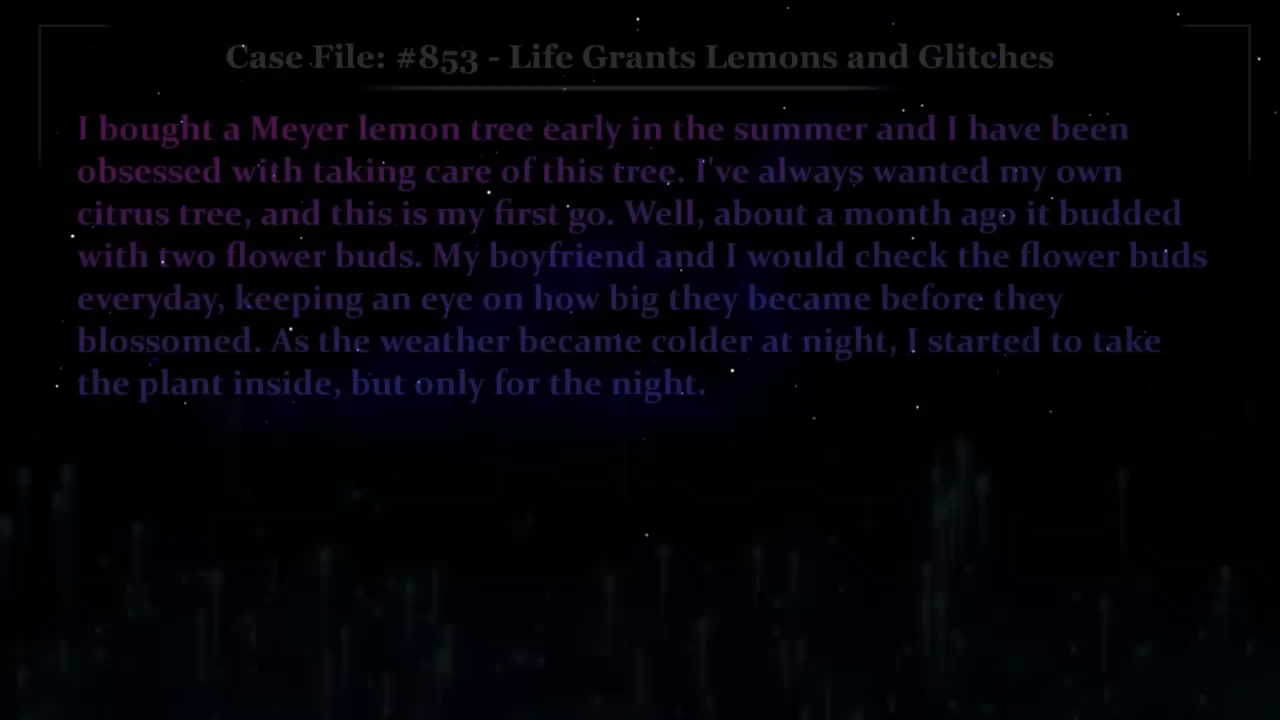 Case File: #853 - Life Grants Lemons and Glitches
I bought a Meyer lemon tree early in the summer and I have been
obsessed with taking care of this tree. I've always wanted my own
citrus tree, and this is my first go. Well, about a month ago it budded
with two flower buds. My boyfriend and I would check the flower buds
everyday, keeping an eye on how big they became before they
blossomed. As the weather became colder at night, I started to take
the plant inside, but only for the night.